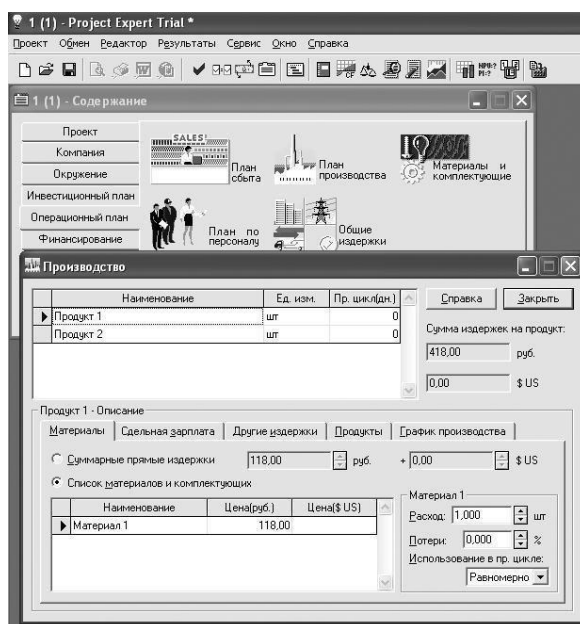 1 (1) - Project Expert Trial *
Проект Обмен Редактор Результаты Сервис Окно Справка
1 (1) - Содержание
Проект
Компания
Окружение
Инвестиционный план
Операционный план
Финансирование
SALES!
План сбыта
План производства
Материалы и комплектующие
План по персоналу
Общие издержки
Производство
Наименование Ед. изм. Пр. цикл(дн.)
Продукт 1 шт 0
Продукт 2 шт 0
Справка Закрыть
Сумма издержек на продукт:
418,00 руб.
0,00 $ US
Продукт 1 - Описание
Материалы Сдельная зарплата Другие издержки Продукты График производства
Суммарные прямые издержки 118,00 руб. + 0,00 $ US
Список материалов и комплектующих
Наименование Цена(руб.) Цена($ US)
Материал 1 118,00
Материал 1
Расход: 1,000 шт
Потери: 0,000 %
Использование в пр. цикле:
Равномерно